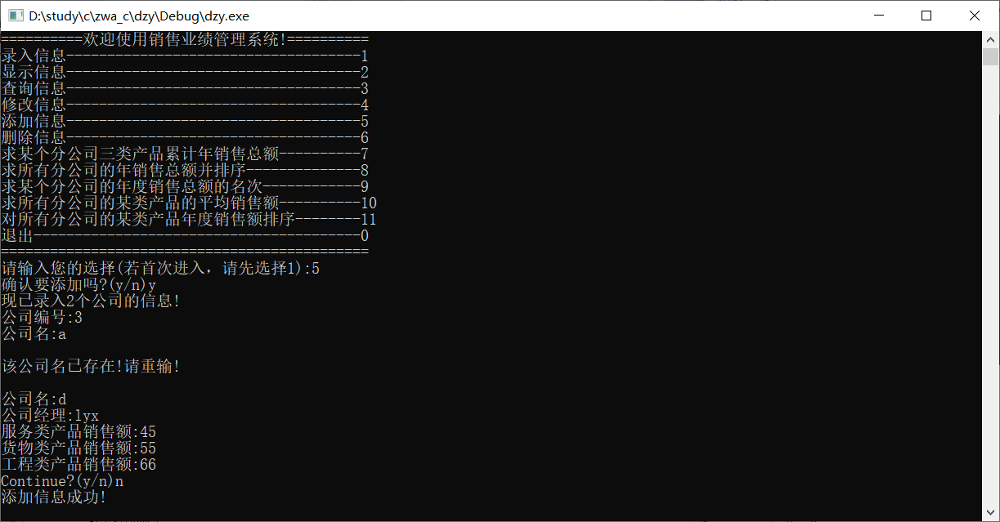 D:\study\c\zwa_c\dzy\Debug\dzy.exe
==========欢迎使用销售业绩管理系统!==========
录入信息------------------------------------1
显示信息------------------------------------2
查询信息------------------------------------3
修改信息------------------------------------4
添加信息------------------------------------5
删除信息------------------------------------6
求某个分公司三类产品累计年销售总额----------7
求所有分公司的年销售总额并排序--------------8
求某个分公司的年度销售总额的名次------------9
求所有分公司的某类产品的平均销售额----------10
对所有分公司的某类产品年度销售额排序--------11
退出----------------------------------------0
=============================================
请输入您的选择(若首次进入，请先选择1):5
确认要添加吗?(y/n)y
现已录入2个公司的信息!
公司编号:3
公司名:a
该公司名已存在!请重输!
公司名:d
公司经理:lyx
服务类产品销售额:45
货物类产品销售额:55
工程类产品销售额:66
Continue?(y/n)n
添加信息成功!